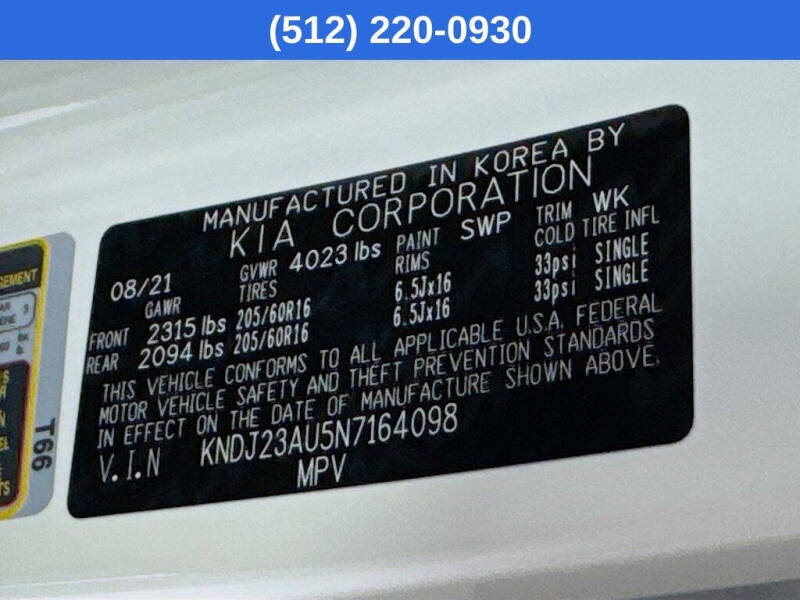 (512) 220-0930
MANUFACTURED IN KOREA BY
KIA CORPORATION
08/21 GVWR 4023 lbs PAINT SWP TRIM WK
GAWR TIRES RIMS COLD TIRE INFL
FRONT 2315 lbs 205/60R16 6.5Jx16 33psi SINGLE
REAR 2094 lbs 205/60R16 6.5Jx16 33psi SINGLE
THIS VEHICLE CONFORMS TO ALL APPLICABLE U.S.A. FEDERAL
MOTOR VEHICLE SAFETY AND THEFT PREVENTION STANDARDS
IN EFFECT ON THE DATE OF MANUFACTURE SHOWN ABOVE.
V.I.N KNDJ23AU5N7164098
MPV
T66